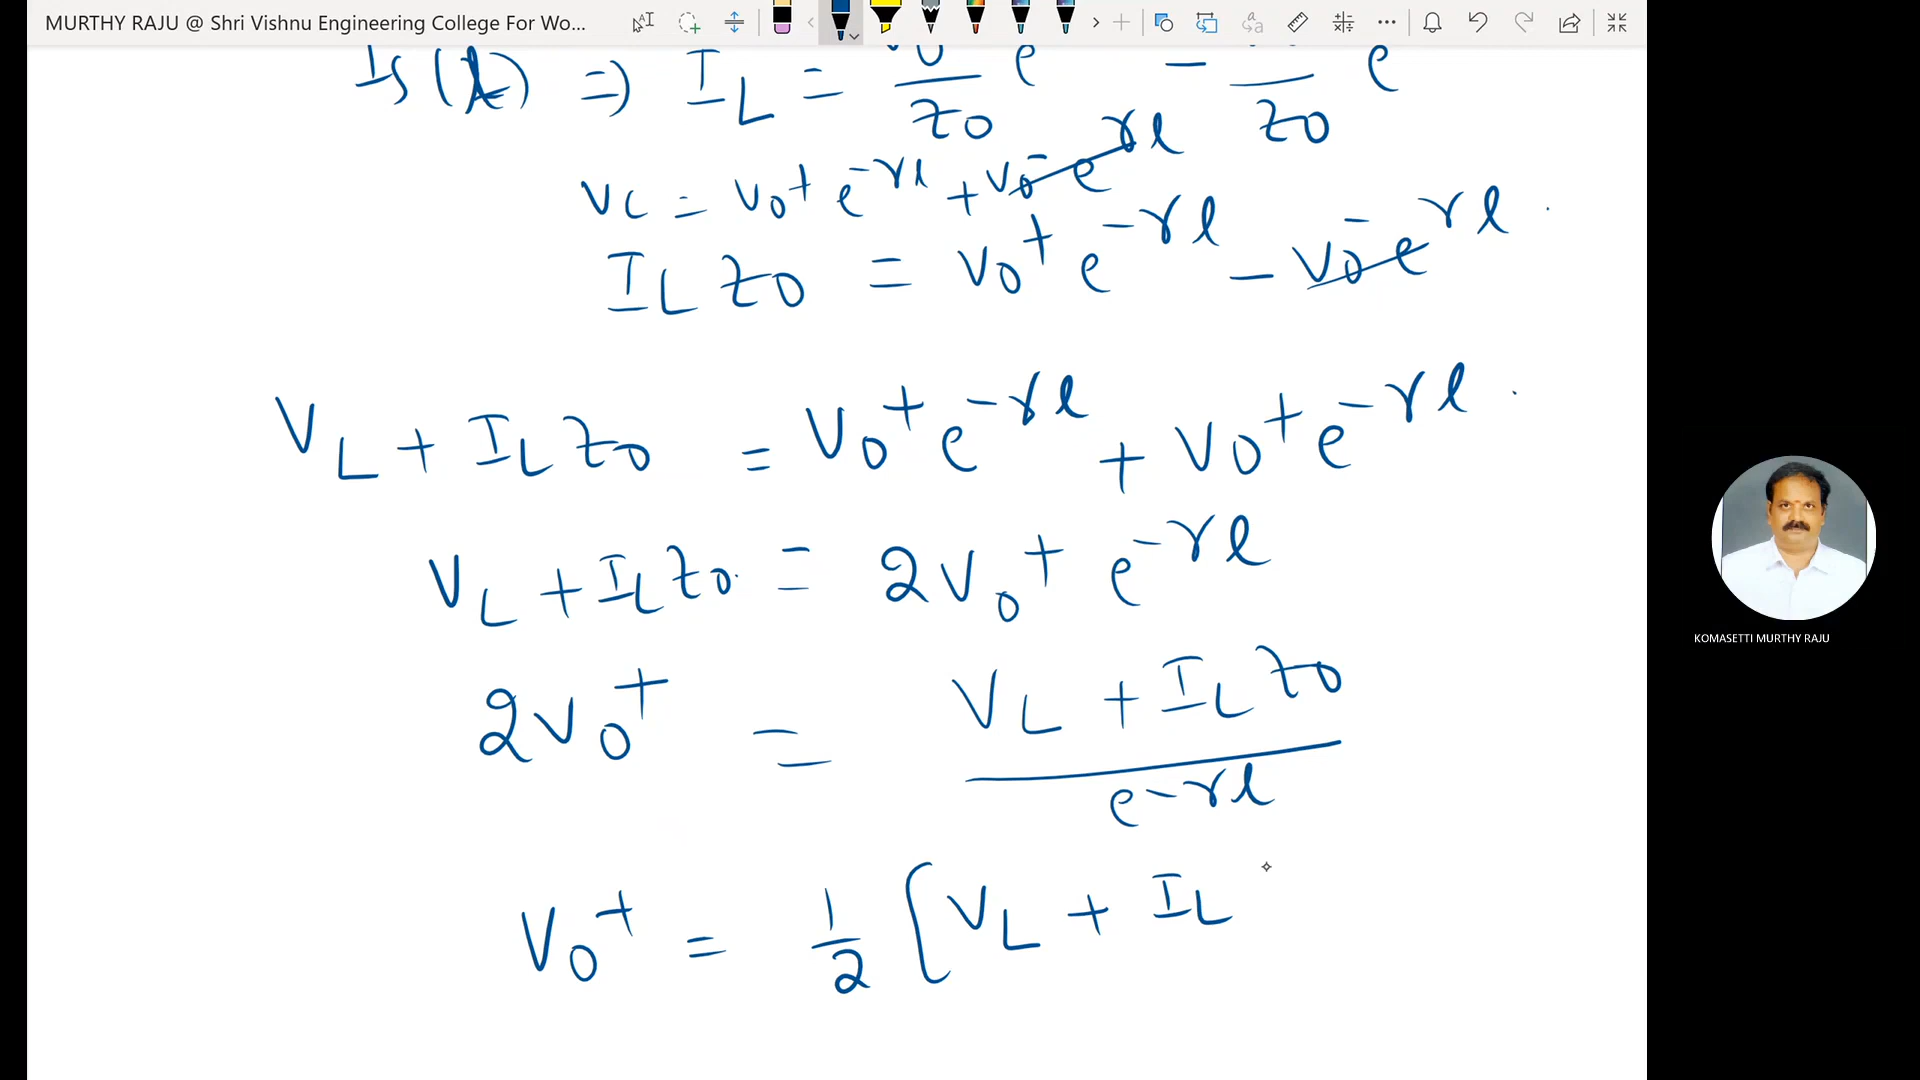 MURTHY RAJU @ Shri Vishnu Engineering College For Wo...
Is(l) => IL = /Z0 e - /Z0 e
VL = V0+ e^-γl + V0- e^γl
IL Z0 = V0+ e^-γl - V0- e^γl
VL + IL Z0 = V0+ e^-γl + V0+ e^-γl
VL + IL Z0 = 2V0+ e^-γl
2V0+ = VL + IL Z0 / e^-γl
V0+ = 1/2 [VL + IL
KOMASETTI MURTHY RAJU